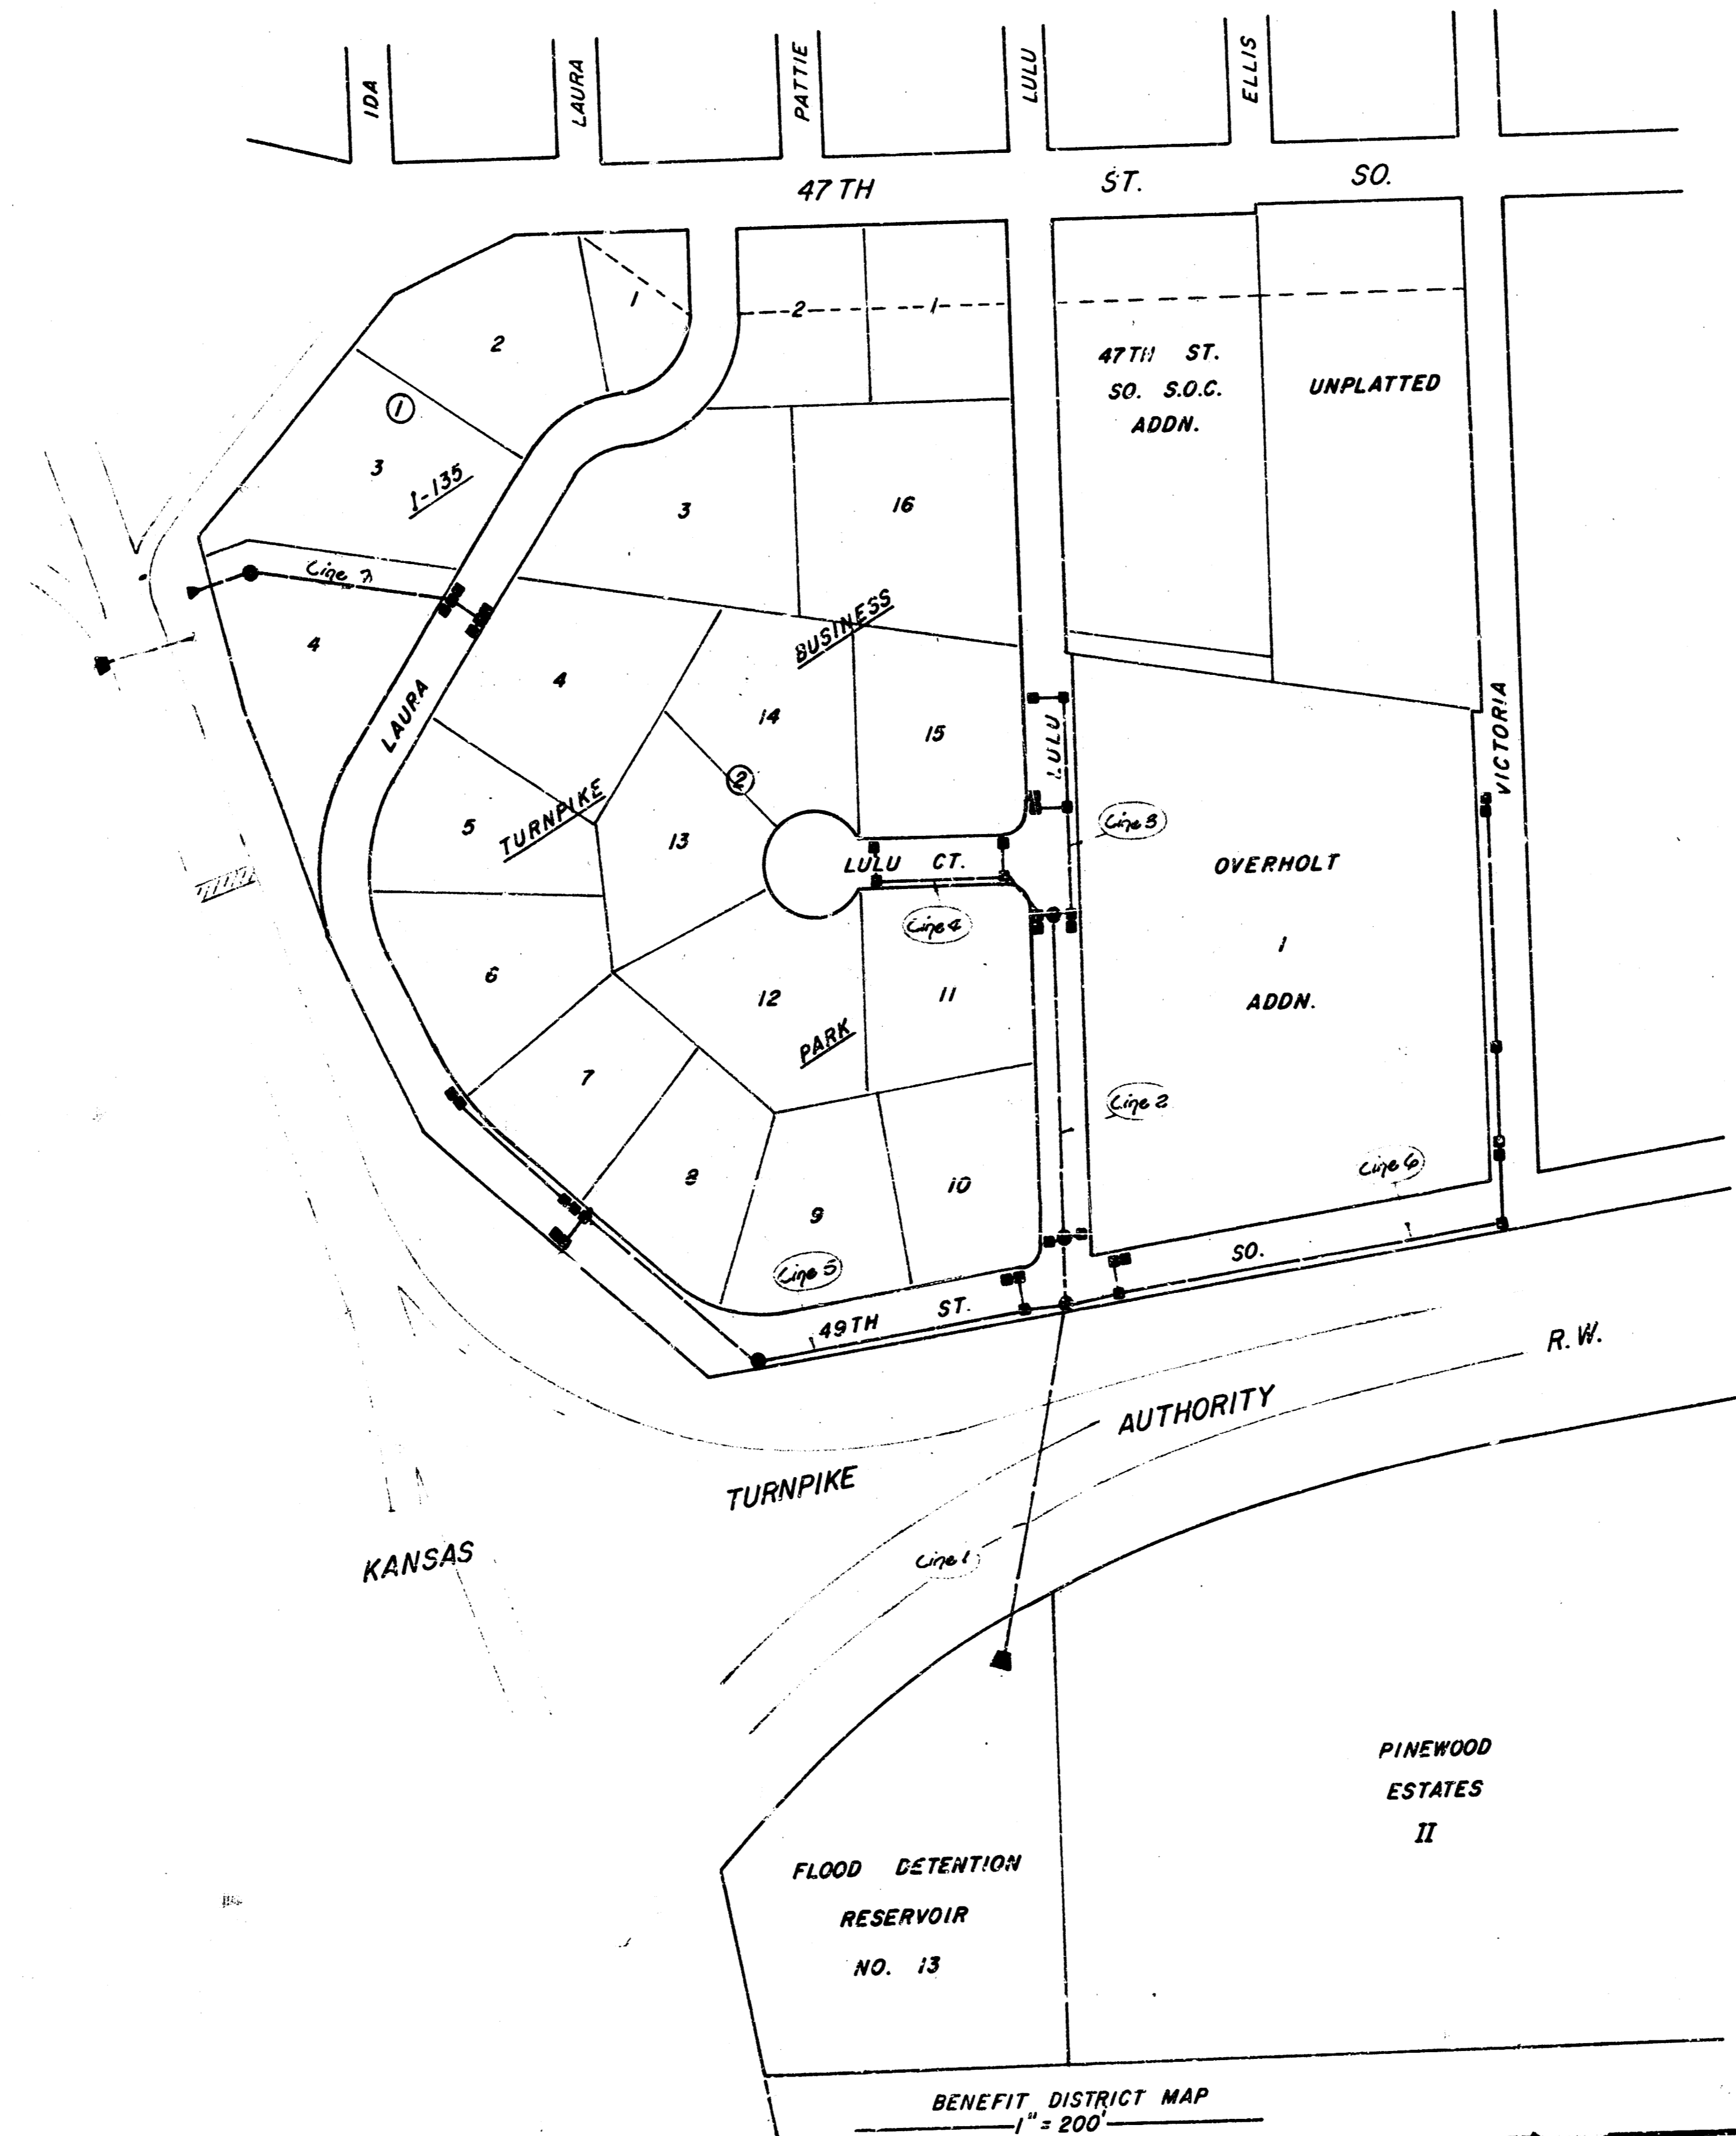 IDA
LAURA
PATTIE
LULU
ELLIS
47TH ST. SO.
1
2
2
1
47TH ST.
SO. S.O.C.
ADDN.
UNPLATTED
1
3
I-135
3
16
Line 7
BUSINESS
4
4
LAURA
14
15
LULU
VICTORIA
2
5
TURNPIKE
13
Line 3
LULU CT.
OVERHOLT
1
ADDN.
Line 4
6
12
11
PARK
7
Line 2
8
10
9
Line 6
Line 5
49TH ST. SO.
R.W.
AUTHORITY
TURNPIKE
KANSAS
Line 1
PINEWOOD
ESTATES
II
FLOOD DETENTION
RESERVOIR
NO. 13
BENEFIT DISTRICT MAP
1" = 200'